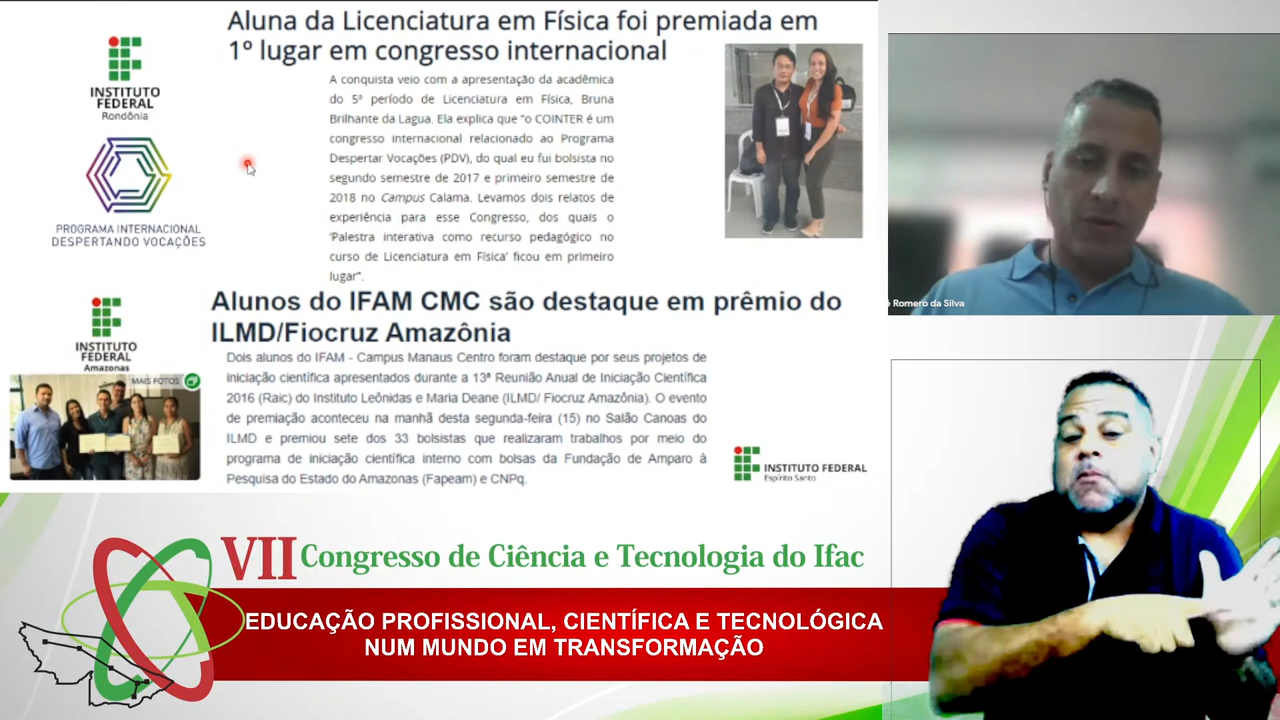 Aluna da Licenciatura em Física foi premiada em
1º lugar em congresso internacional
INSTITUTO
FEDERAL
Rondônia
PROGRAMA INTERNACIONAL
DESPERTANDO VOCAÇÕES
A conquista veio com a apresentação da acadêmica
do 5º período de Licenciatura em Física, Bruna
Brilhante da Lagua. Ela explica que “o COINTER é um
congresso internacional relacionado ao Programa
Despertar Vocações (PDV), do qual eu fui bolsista no
segundo semestre de 2017 e primeiro semestre de
2018 no Campus Calama. Levamos dois relatos de
experiência para esse Congresso, dos quais o
‘Palestra interativa como recurso pedagógico no
curso de Licenciatura em Física’ ficou em primeiro
lugar”.
Romero da Silva
Alunos do IFAM CMC são destaque em prêmio do
ILMD/Fiocruz Amazônia
INSTITUTO
FEDERAL
Amazonas
MAIS FOTOS
Dois alunos do IFAM - Campus Manaus Centro foram destaque por seus projetos de
iniciação científica apresentados durante a 13ª Reunião Anual de Iniciação Científica
2016 (Raic) do Instituto Leônidas e Maria Deane (ILMD/ Fiocruz Amazônia). O evento
de premiação aconteceu na manhã desta segunda-feira (15) no Salão Canoas do
ILMD e premiou sete dos 33 bolsistas que realizaram trabalhos por meio do
programa de iniciação científica interno com bolsas da Fundação de Amparo à
Pesquisa do Estado do Amazonas (Fapeam) e CNPq.
INSTITUTO FEDERAL
Espírito Santo
VII Congresso de Ciência e Tecnologia do Ifac
EDUCAÇÃO PROFISSIONAL, CIENTÍFICA E TECNOLÓGICA
NUM MUNDO EM TRANSFORMAÇÃO